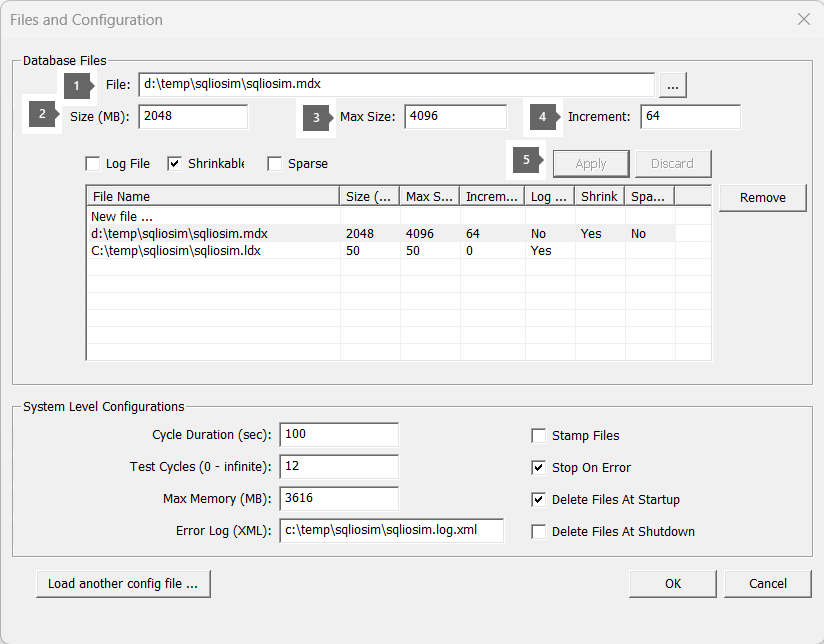 Files and Configuration
Database Files
1 File: d:\temp\sqliosim\sqliosim.mdx ...
2 Size (MB): 2048 3 Max Size: 4096 4 Increment: 64
Log File Shrinkable Sparse 5 Apply Discard
File Name Size (... Max S... Increm... Log ... Shrink Spa... Remove
New file ...
d:\temp\sqliosim\sqliosim.mdx 2048 4096 64 No Yes No
C:\temp\sqliosim\sqliosim.ldx 50 50 0 Yes
System Level Configurations
Cycle Duration (sec): 100 Stamp Files
Test Cycles (0 - infinite): 12 Stop On Error
Max Memory (MB): 3616 Delete Files At Startup
Error Log (XML): c:\temp\sqliosim\sqliosim.log.xml Delete Files At Shutdown
Load another config file ... OK Cancel